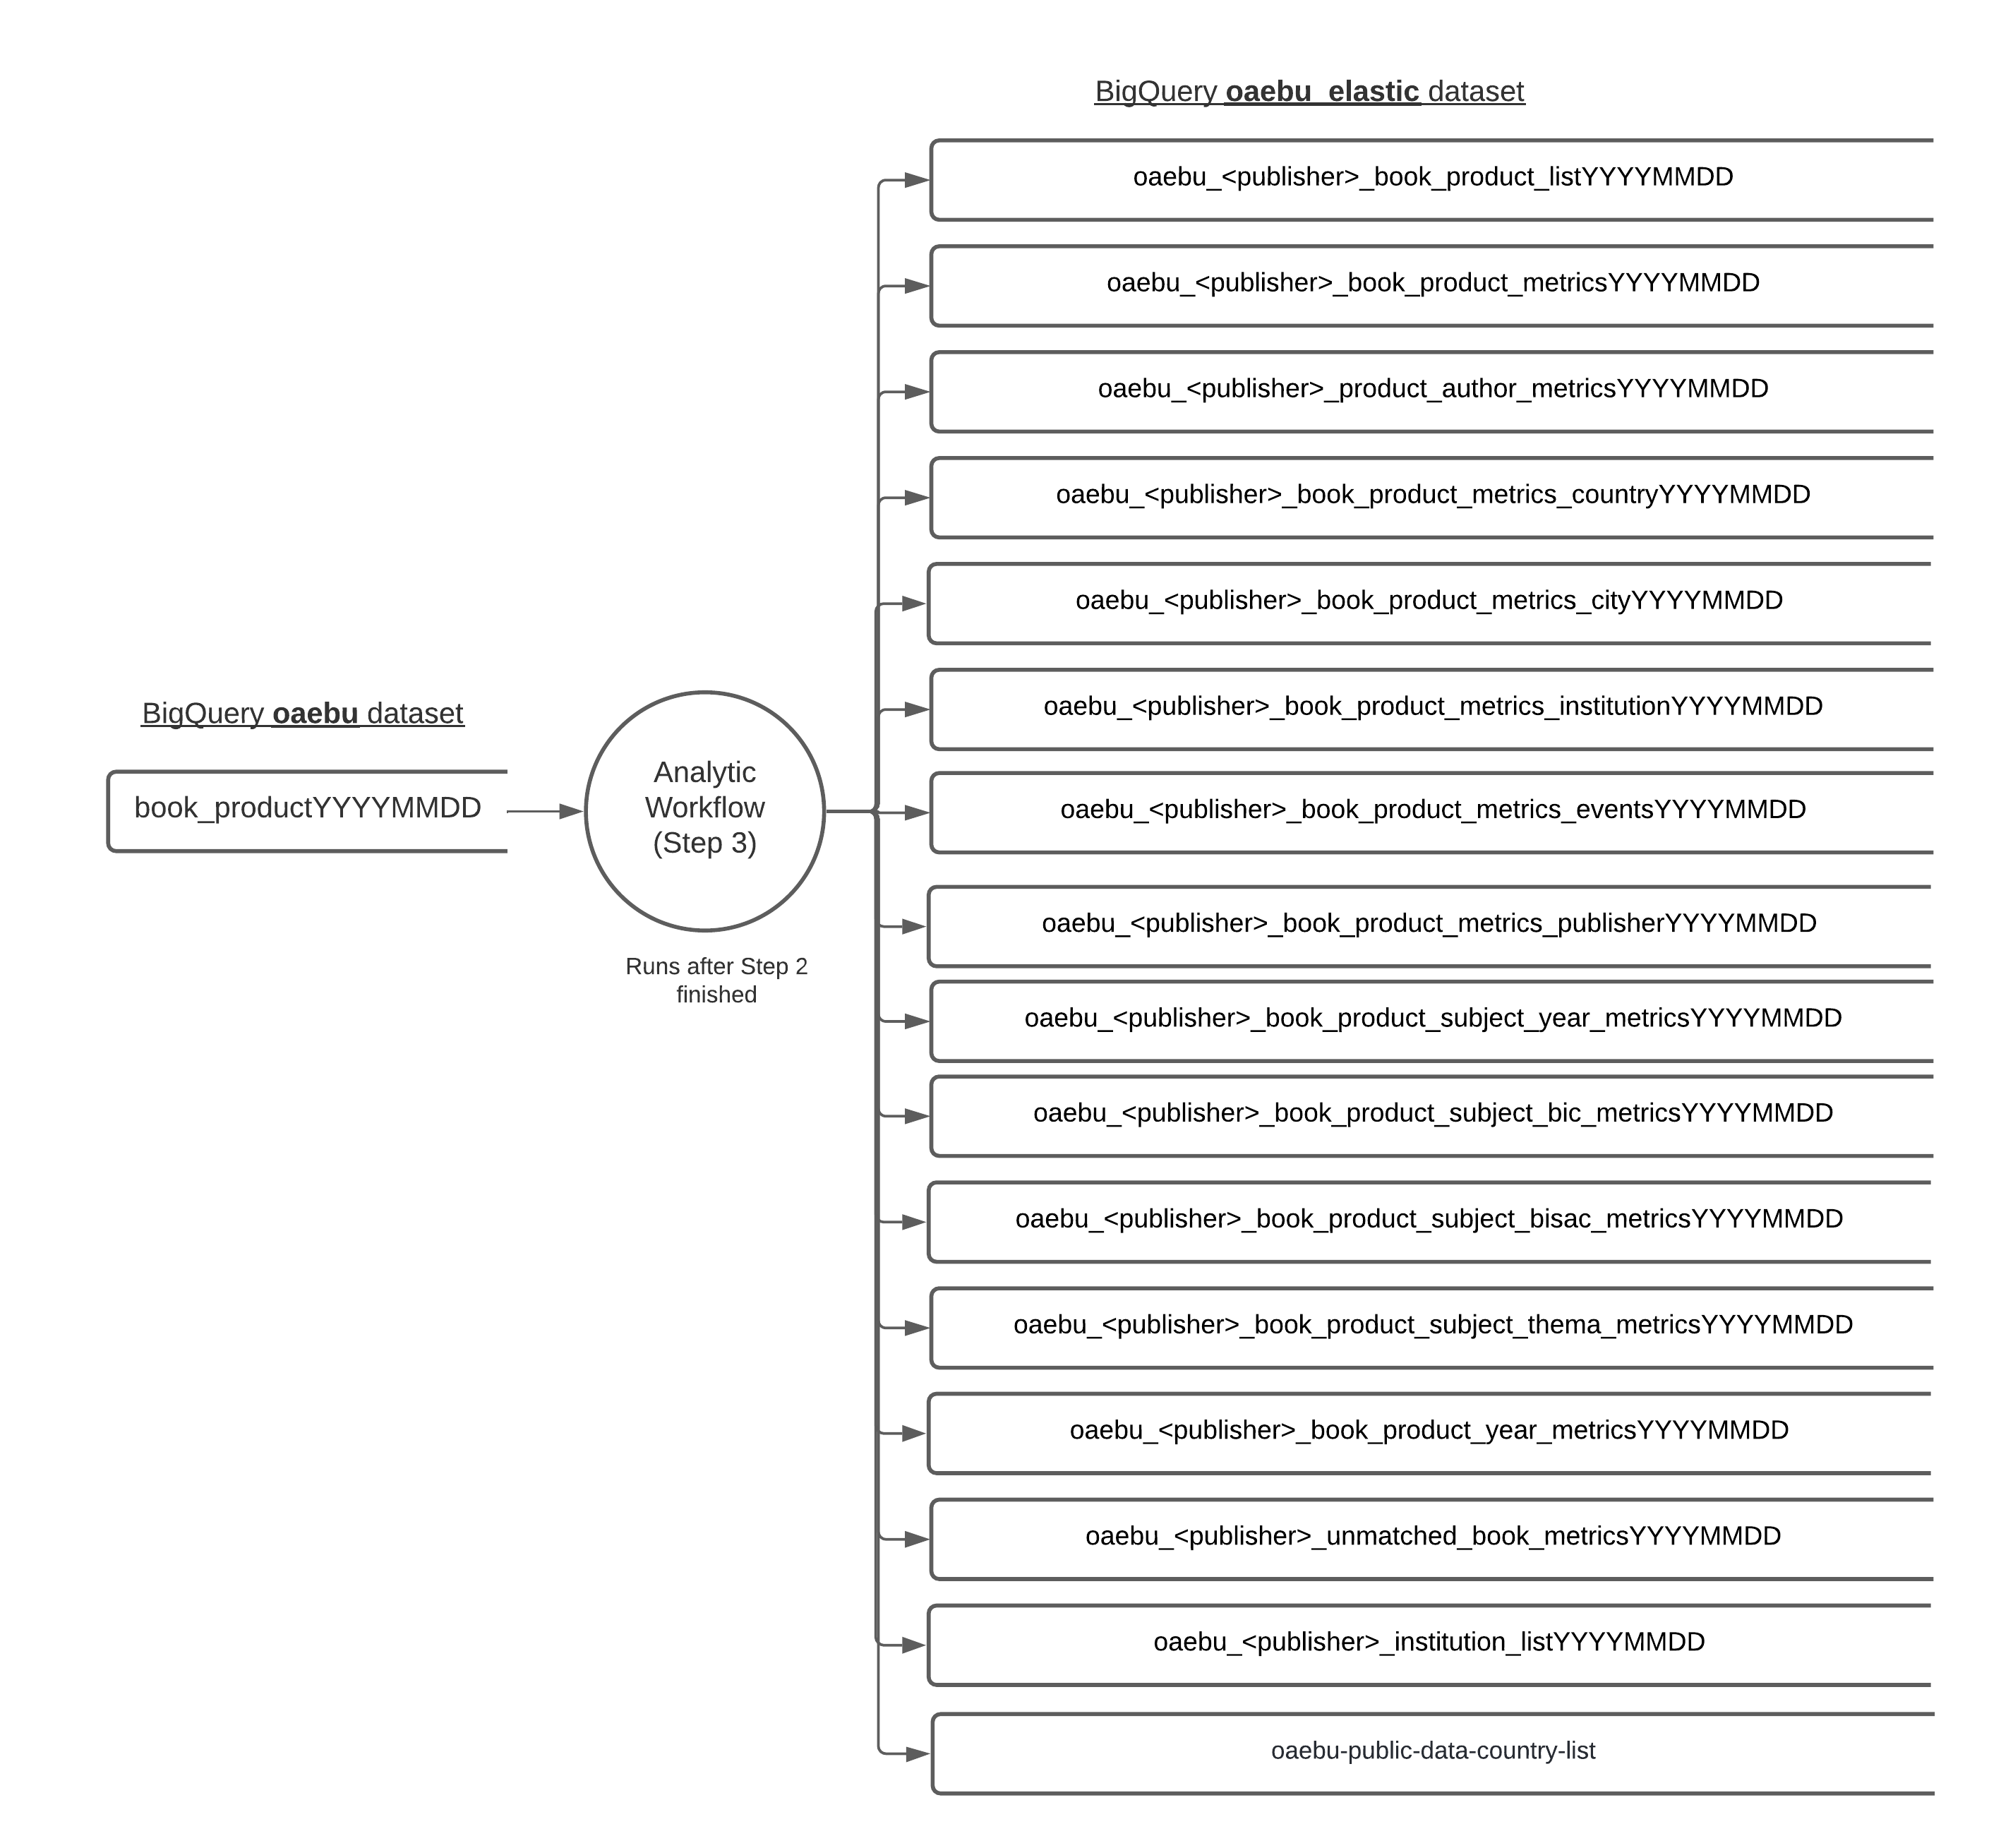 BigQuery oaebu_elastic dataset
oaebu_<publisher>_book_product_listYYYYMMDD
oaebu_<publisher>_book_product_metricsYYYYMMDD
oaebu_<publisher>_product_author_metricsYYYYMMDD
oaebu_<publisher>_book_product_metrics_countryYYYYMMDD
oaebu_<publisher>_book_product_metrics_cityYYYYMMDD
oaebu_<publisher>_book_product_metrics_institutionYYYYMMDD
BigQuery oaebu dataset
book_productYYYYMMDD
Analytic
Workflow
(Step 3)
Runs after Step 2
finished
oaebu_<publisher>_book_product_metrics_eventsYYYYMMDD
oaebu_<publisher>_book_product_metrics_publisherYYYYMMDD
oaebu_<publisher>_book_product_subject_year_metricsYYYYMMDD
oaebu_<publisher>_book_product_subject_bic_metricsYYYYMMDD
oaebu_<publisher>_book_product_subject_bisac_metricsYYYYMMDD
oaebu_<publisher>_book_product_subject_thema_metricsYYYYMMDD
oaebu_<publisher>_book_product_year_metricsYYYYMMDD
oaebu_<publisher>_unmatched_book_metricsYYYYMMDD
oaebu_<publisher>_institution_listYYYYMMDD
oaebu-public-data-country-list